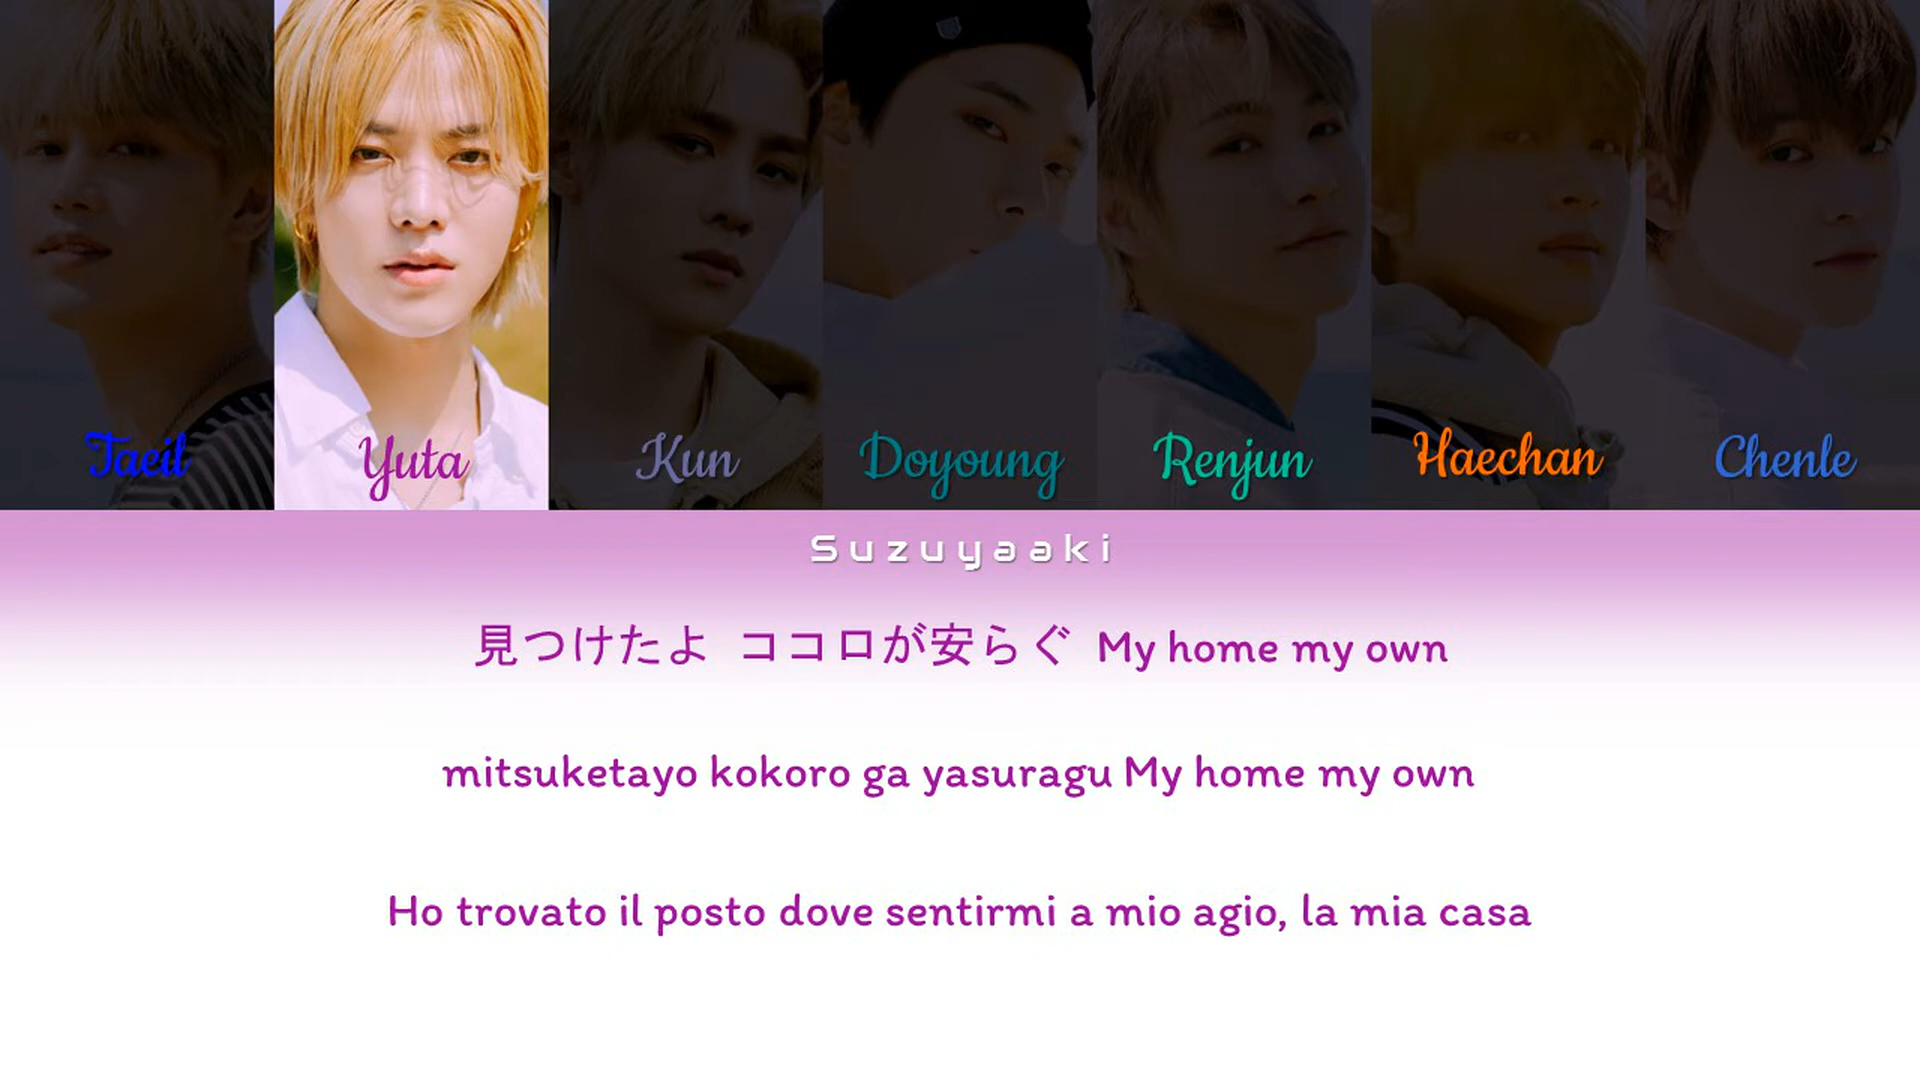 Taeil Yuta Kun Doyoung Renjun Haechan Chenle
Suzuyaaki
見つけたよ ココロが安らぐ My home my own
mitsuketayo kokoro ga yasuragu My home my own
Ho trovato il posto dove sentirmi a mio agio, la mia casa